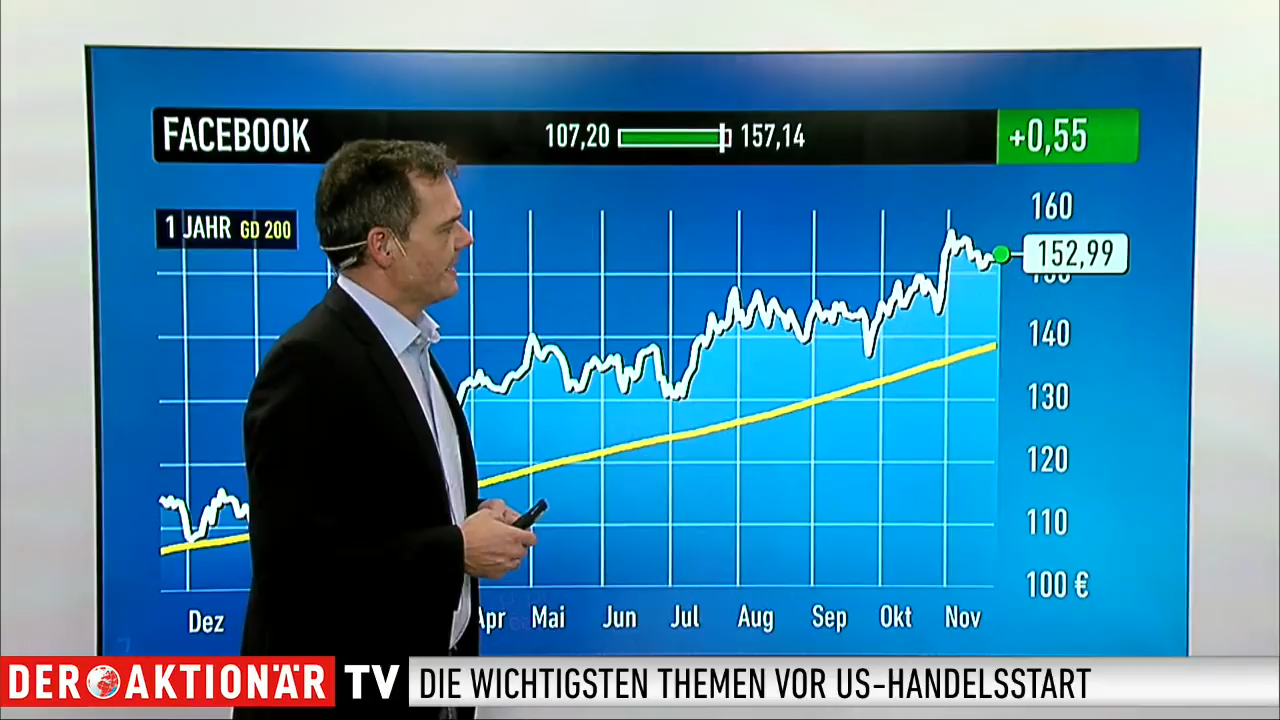 FACEBOOK 107,20 157,14 +0,55
1 JAHR GD 200
160
152,99
140
130
120
110
100 €
Dez Apr Mai Jun Jul Aug Sep Okt Nov
DER AKTIONÄR TV DIE WICHTIGSTEN THEMEN VOR US-HANDELSSTART